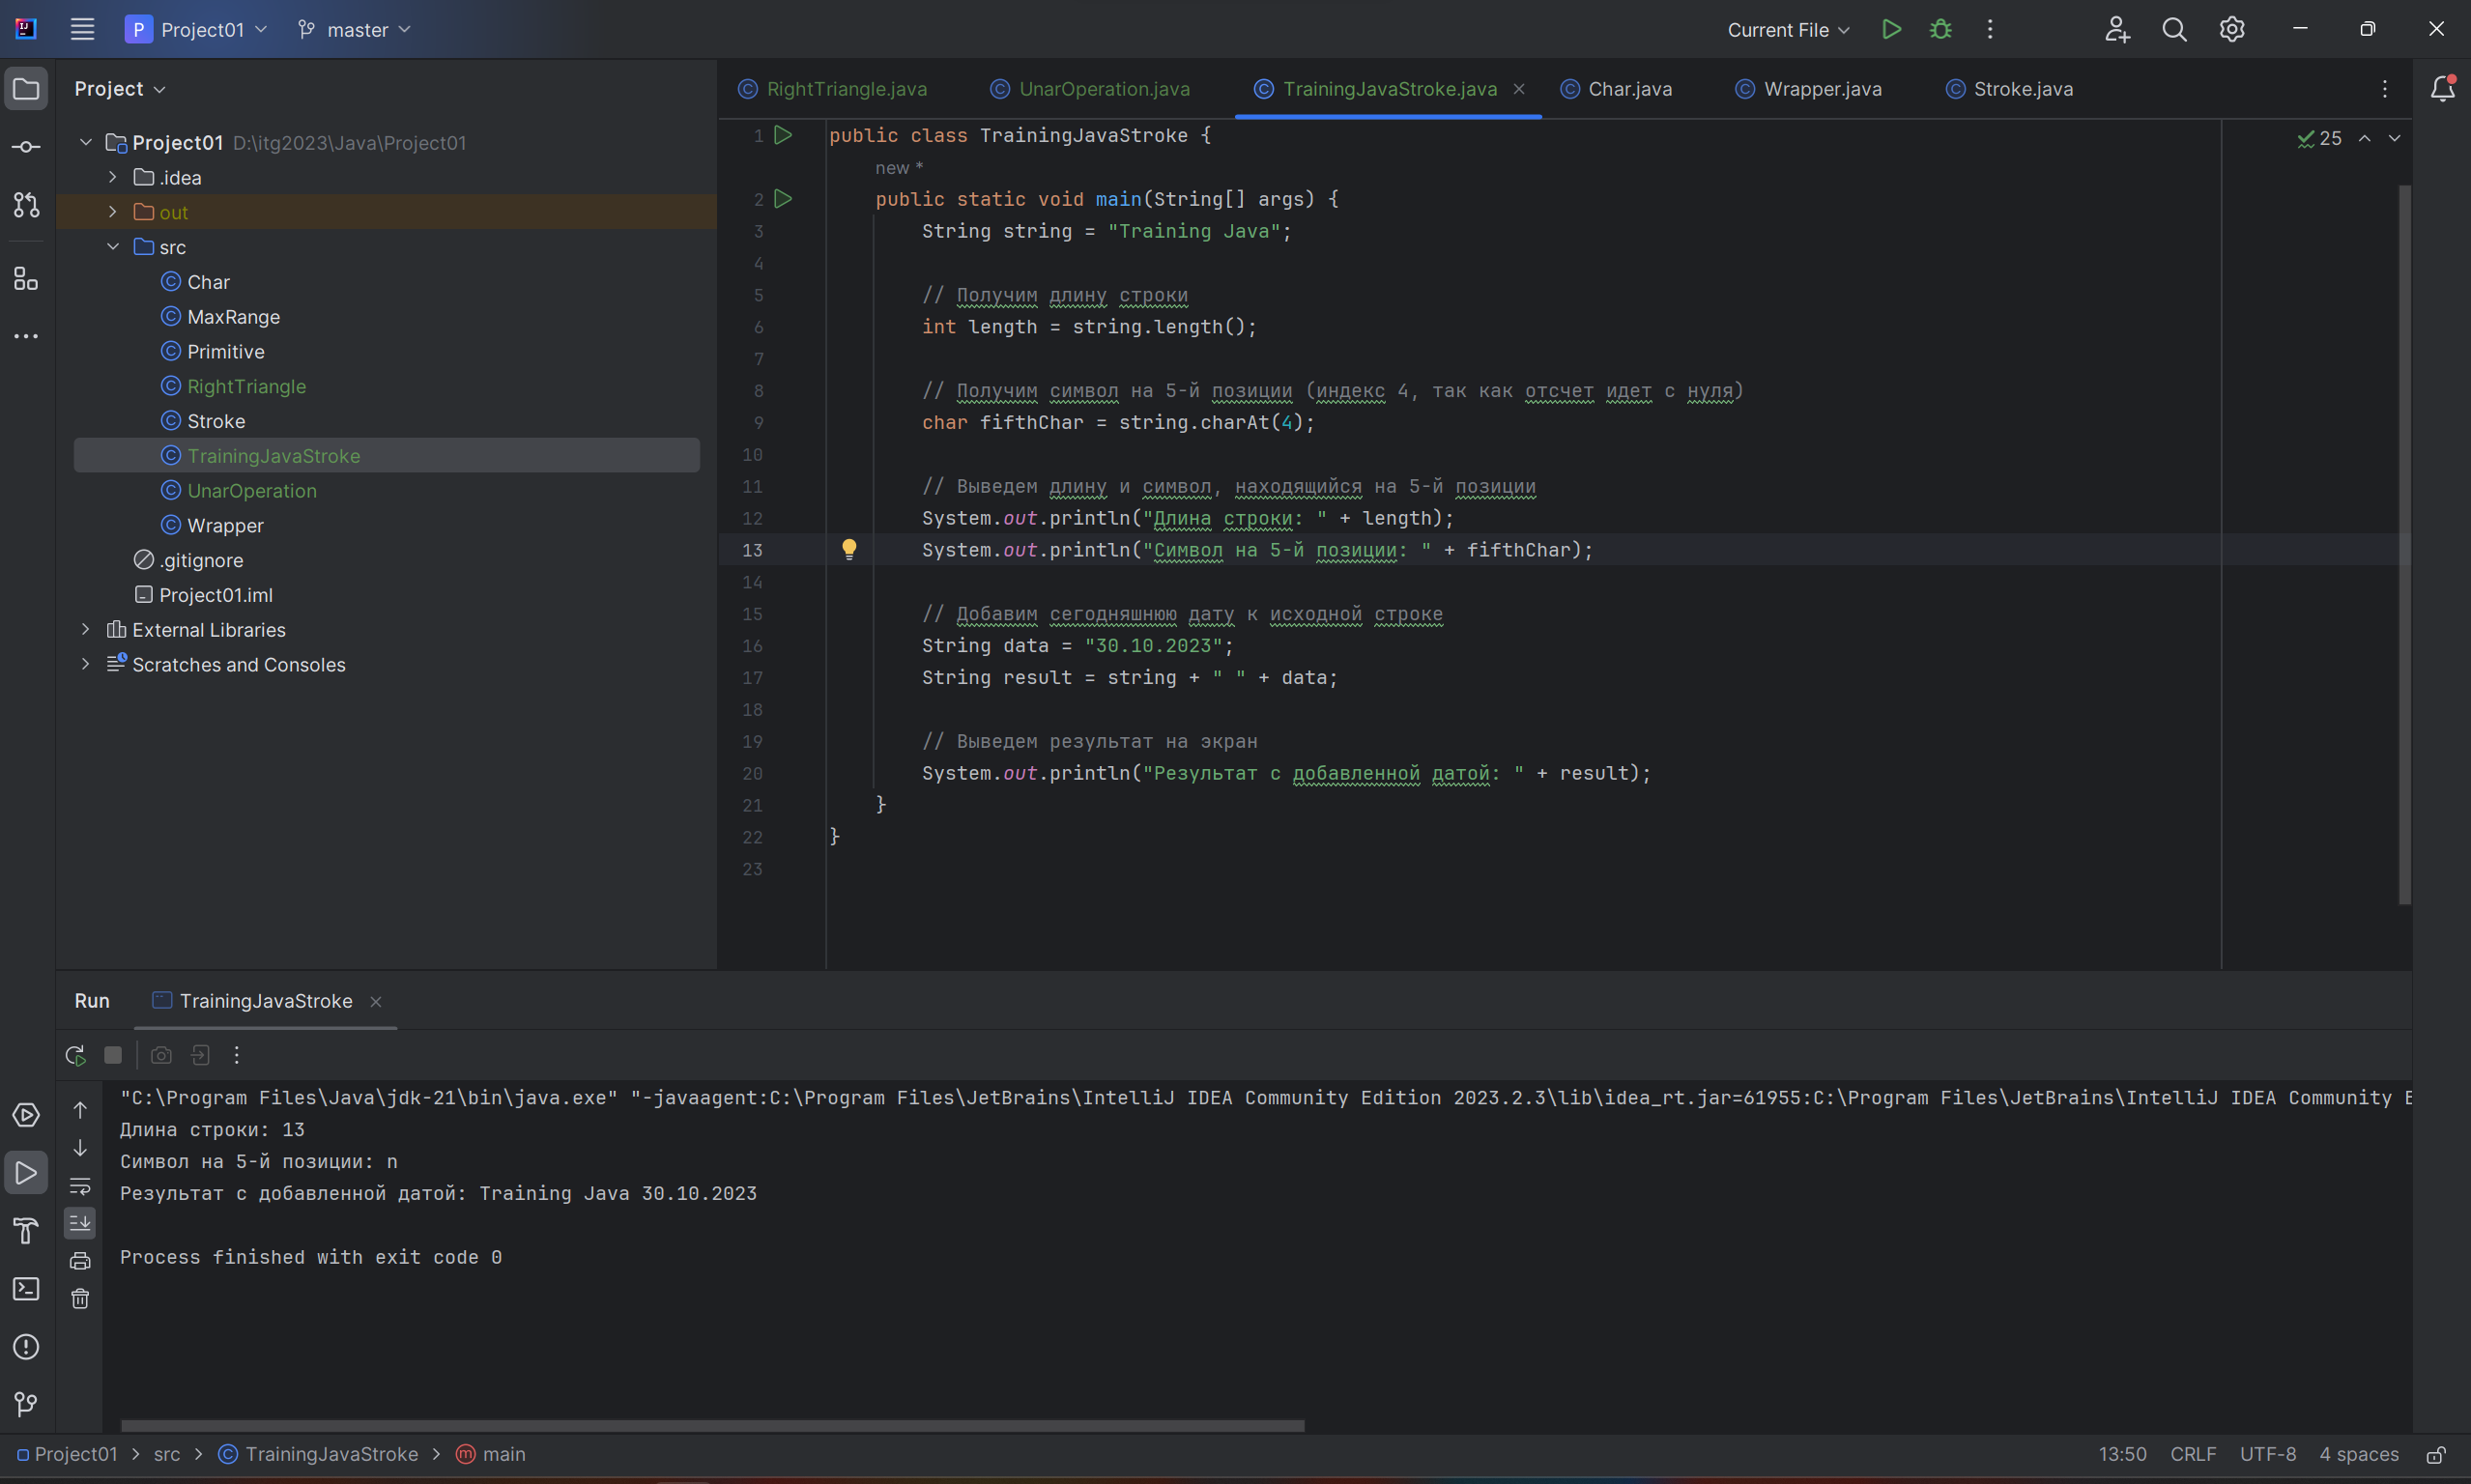 P Project01 master Current File
Project
RightTriangle.java UnarOperation.java TrainingJavaStroke.java Char.java Wrapper.java Stroke.java
Project01 D:\itg2023\Java\Project01
.idea
out
src
Char
MaxRange
Primitive
RightTriangle
Stroke
TrainingJavaStroke
UnarOperation
Wrapper
.gitignore
Project01.iml
External Libraries
Scratches and Consoles
25
1 public class TrainingJavaStroke {
new *
2 public static void main(String[] args) {
3 String string = "Training Java";
4
5 // Получим длину строки
6 int length = string.length();
7
8 // Получим символ на 5-й позиции (индекс 4, так как отсчет идет с нуля)
9 char fifthChar = string.charAt(4);
10
11 // Выведем длину и символ, находящийся на 5-й позиции
12 System.out.println("Длина строки: " + length);
13 System.out.println("Символ на 5-й позиции: " + fifthChar);
14
15 // Добавим сегодняшнюю дату к исходной строке
16 String data = "30.10.2023";
17 String result = string + " " + data;
18
19 // Выведем результат на экран
20 System.out.println("Результат с добавленной датой: " + result);
21 }
22 }
23
Run TrainingJavaStroke
"C:\Program Files\Java\jdk-21\bin\java.exe" "-javaagent:C:\Program Files\JetBrains\IntelliJ IDEA Community Edition 2023.2.3\lib\idea_rt.jar=61955:C:\Program Files\JetBrains\IntelliJ IDEA Community E
Длина строки: 13
Символ на 5-й позиции: n
Результат с добавленной датой: Training Java 30.10.2023
Process finished with exit code 0
Project01 > src > TrainingJavaStroke > main 13:50 CRLF UTF-8 4 spaces